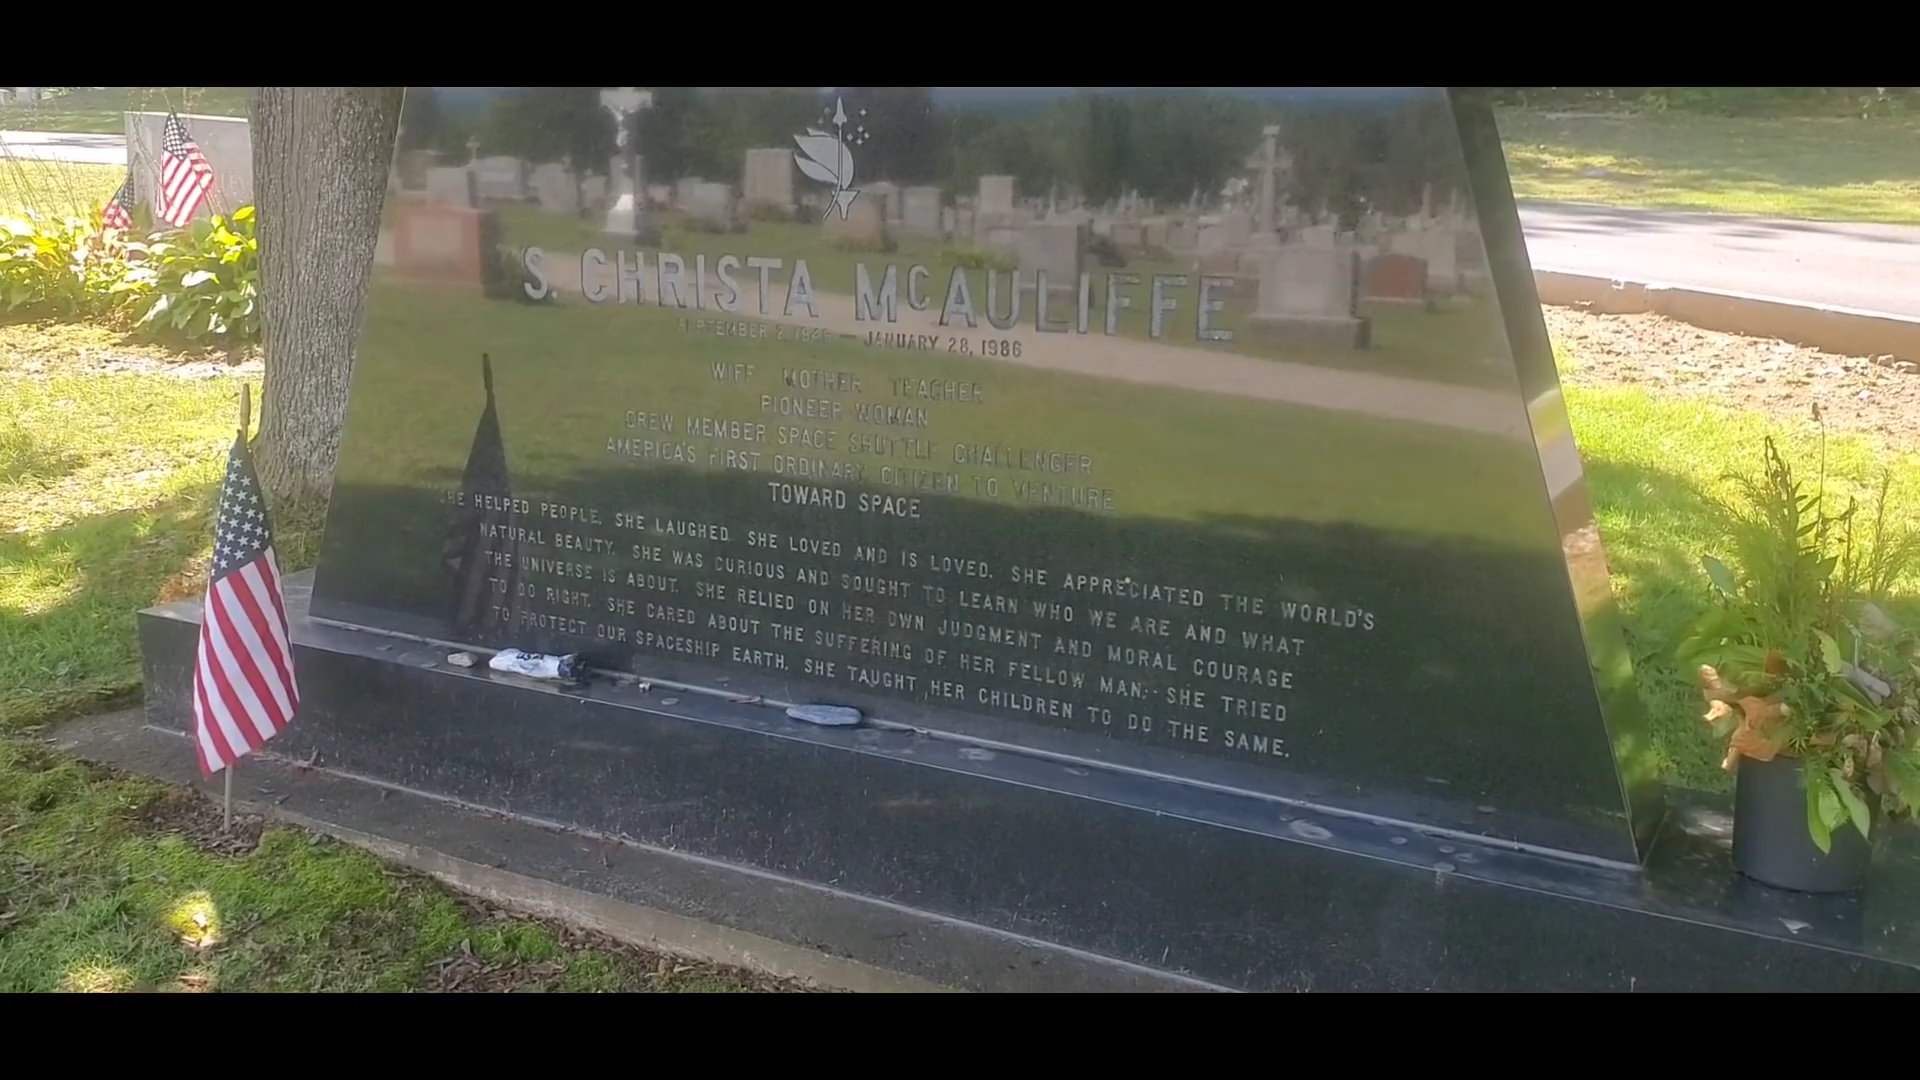 S. CHRISTA McAULIFFE
SEPTEMBER 2, 1948 — JANUARY 28, 1986
WIFE MOTHER TEACHER
PIONEER WOMAN
CREW MEMBER, SPACE SHUTTLE CHALLENGER
AMERICA'S FIRST ORDINARY CITIZEN TO VENTURE
TOWARD SPACE
SHE HELPED PEOPLE. SHE LAUGHED. SHE LOVED AND IS LOVED. SHE APPRECIATED THE WORLD'S
NATURAL BEAUTY. SHE WAS CURIOUS AND SOUGHT TO LEARN WHO WE ARE AND WHAT
THE UNIVERSE IS ABOUT. SHE RELIED ON HER OWN JUDGMENT AND MORAL COURAGE
TO DO RIGHT. SHE CARED ABOUT THE SUFFERING OF HER FELLOW MAN. SHE TRIED
TO PROTECT OUR SPACESHIP EARTH. SHE TAUGHT HER CHILDREN TO DO THE SAME.